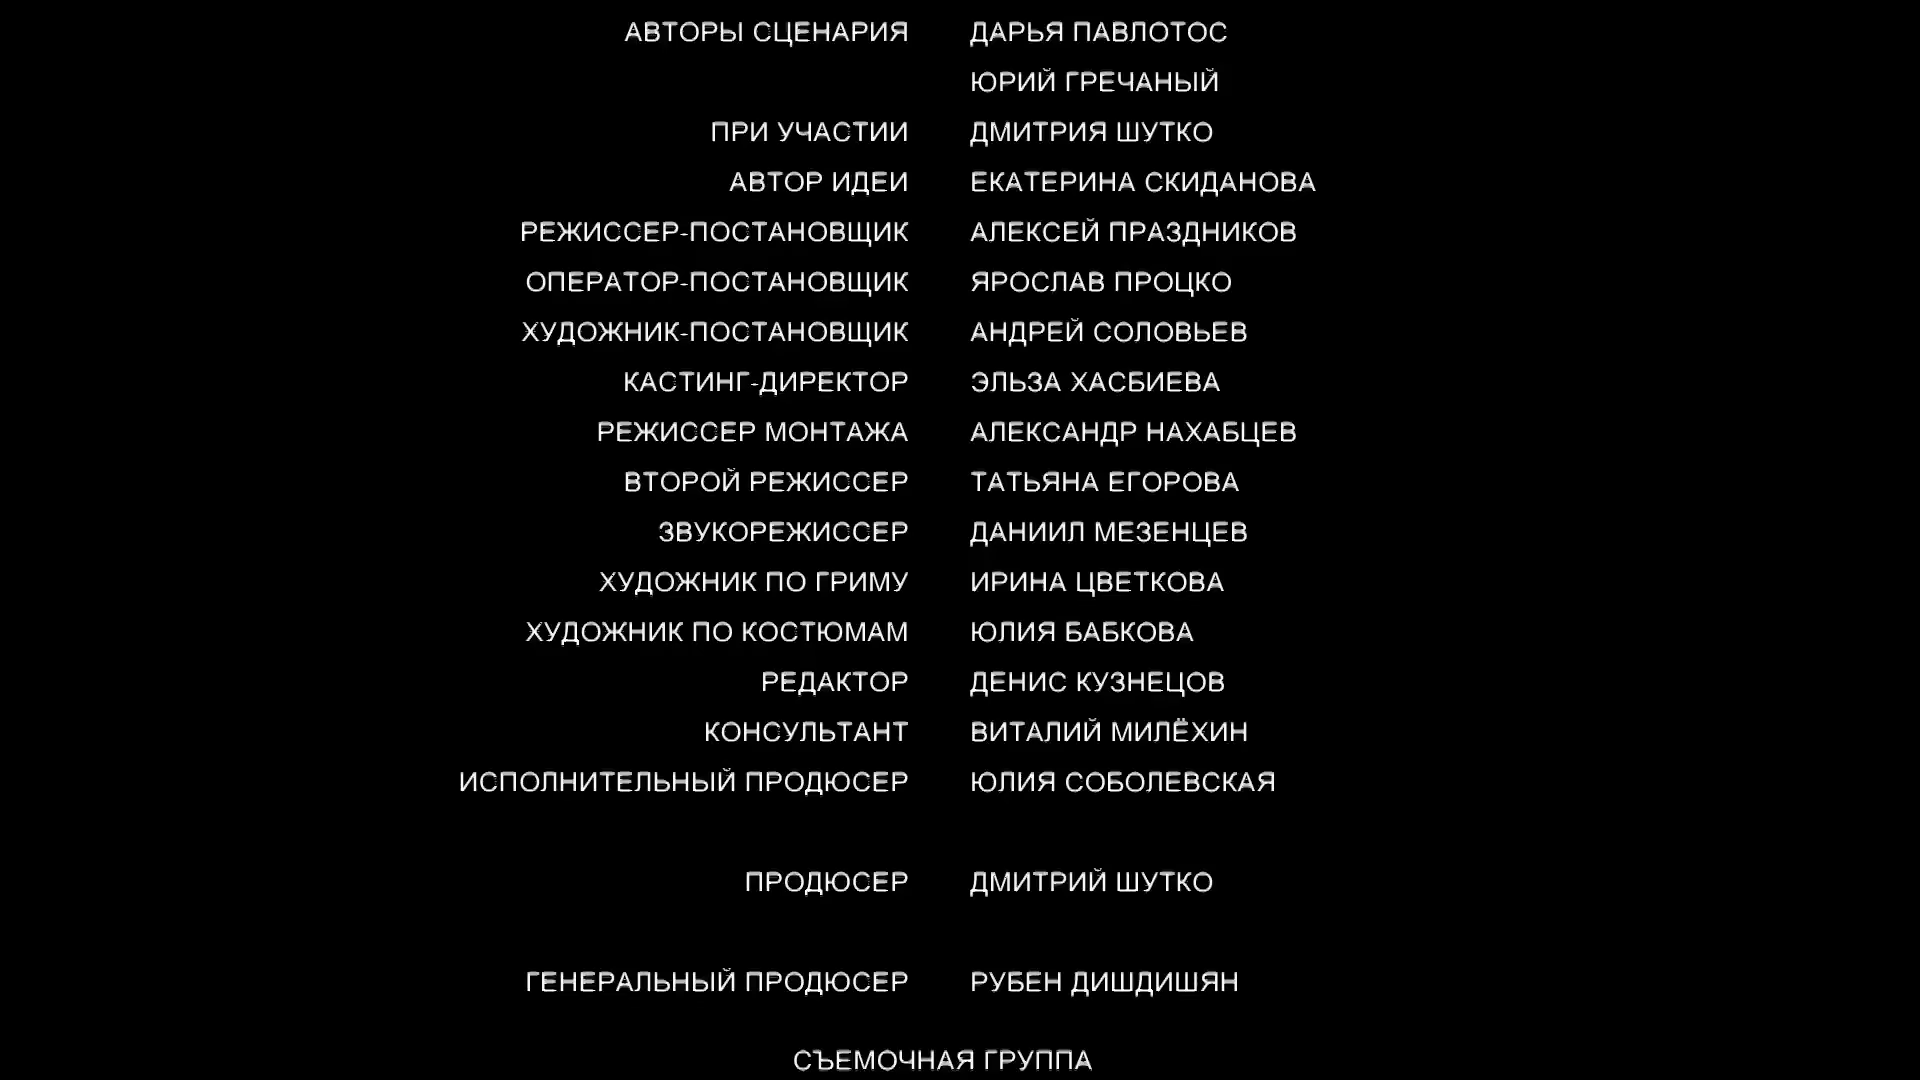 АВТОРЫ СЦЕНАРИЯ ДАРЬЯ ПАВЛОТОС
ЮРИЙ ГРЕЧАНЫЙ
ПРИ УЧАСТИИ ДМИТРИЯ ШУТКО
АВТОР ИДЕИ ЕКАТЕРИНА СКИДАНОВА
РЕЖИССЕР-ПОСТАНОВЩИК АЛЕКСЕЙ ПРАЗДНИКОВ
ОПЕРАТОР-ПОСТАНОВЩИК ЯРОСЛАВ ПРОЦКО
ХУДОЖНИК-ПОСТАНОВЩИК АНДРЕЙ СОЛОВЬЕВ
КАСТИНГ-ДИРЕКТОР ЭЛЬЗА ХАСБИЕВА
РЕЖИССЕР МОНТАЖА АЛЕКСАНДР НАХАБЦЕВ
ВТОРОЙ РЕЖИССЕР ТАТЬЯНА ЕГОРОВА
ЗВУКОРЕЖИССЕР ДАНИИЛ МЕЗЕНЦЕВ
ХУДОЖНИК ПО ГРИМУ ИРИНА ЦВЕТКОВА
ХУДОЖНИК ПО КОСТЮМАМ ЮЛИЯ БАБКОВА
РЕДАКТОР ДЕНИС КУЗНЕЦОВ
КОНСУЛЬТАНТ ВИТАЛИЙ МИЛЁХИН
ИСПОЛНИТЕЛЬНЫЙ ПРОДЮСЕР ЮЛИЯ СОБОЛЕВСКАЯ
ПРОДЮСЕР ДМИТРИЙ ШУТКО
ГЕНЕРАЛЬНЫЙ ПРОДЮСЕР РУБЕН ДИШДИШЯН
СЪЕМОЧНАЯ ГРУППА